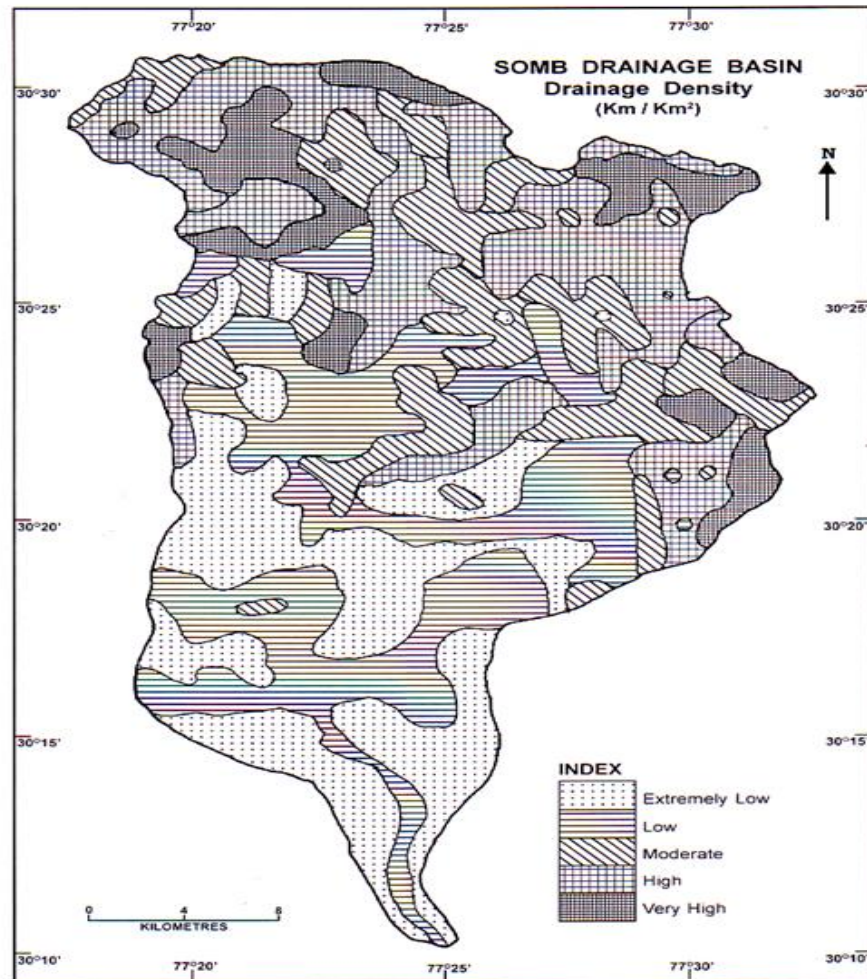 77°20' 77°25' 77°30'
SOMB DRAINAGE BASIN
Drainage Density
(Km / Km²)
30°30' 30°30'
N
30°25' 30°25'
30°20' 30°20'
30°15' 30°15'
INDEX
Extremely Low
Low
Moderate
High
Very High
0 4 8
KILOMETRES
30°10' 30°10'
77°20' 77°25' 77°30'